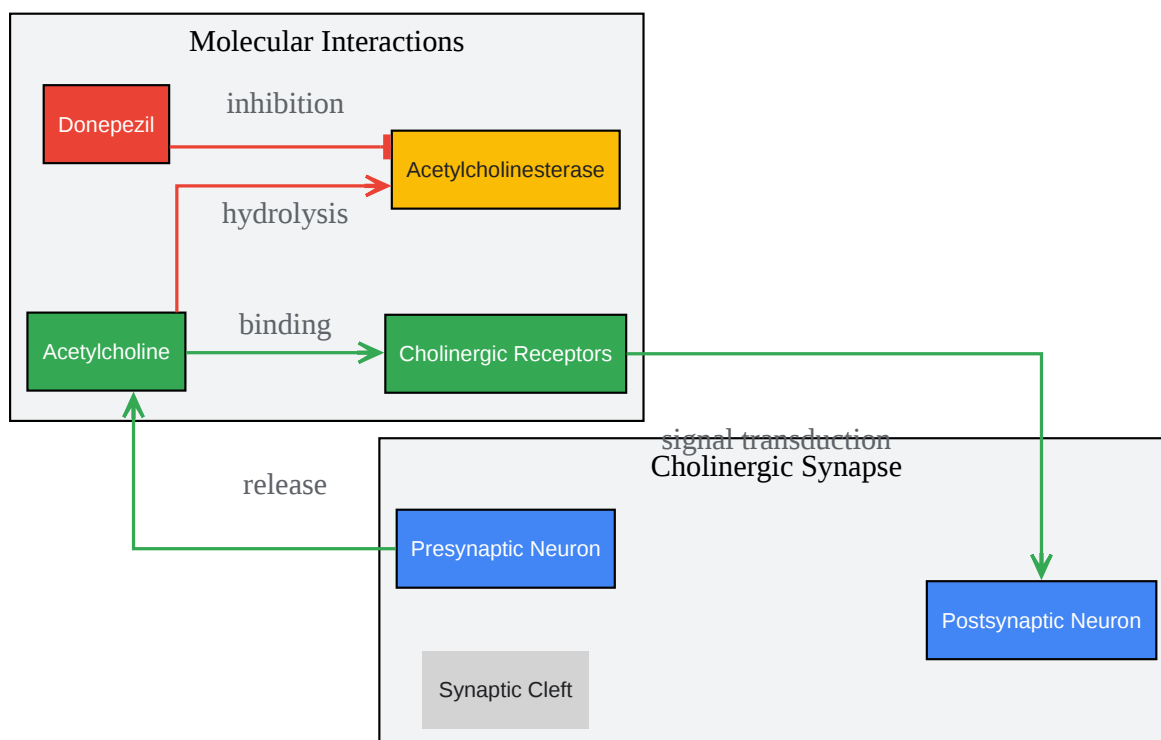 Molecular Interactions
inhibition
Donepezil
Acetylcholinesterase
hydrolysis
binding
Acetylcholine
Cholinergic Receptors
signal transduction
Cholinergic Synapse
release
Presynaptic Neuron
Postsynaptic Neuron
Synaptic Cleft